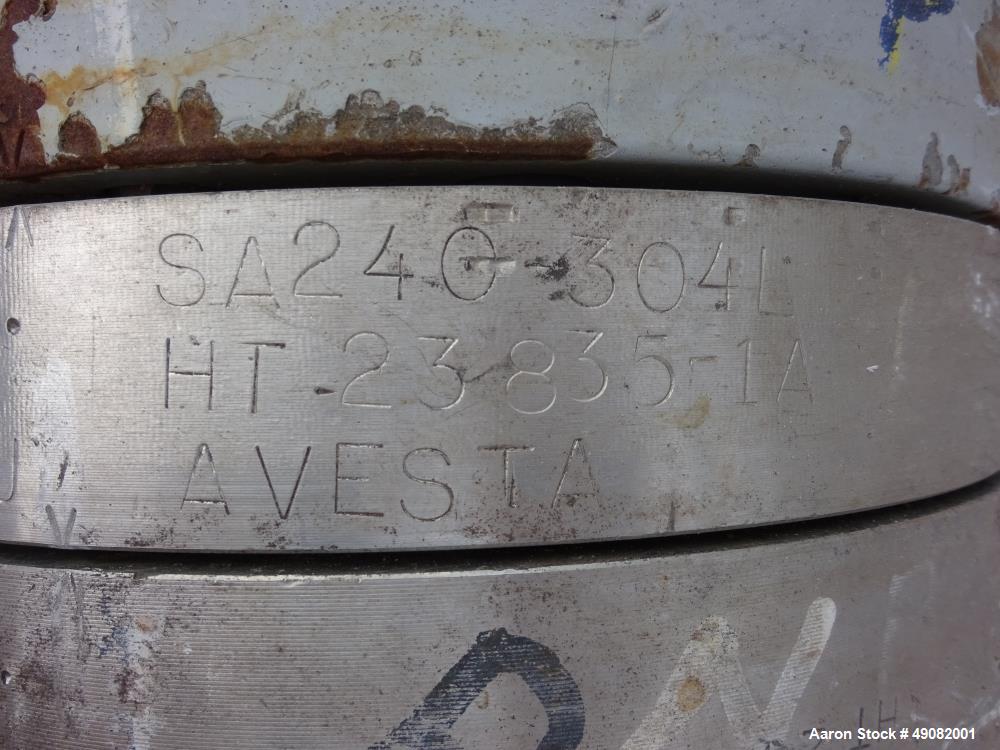 SA240-304L
HT-23835-1A
AVESTA
Aaron Stock # 49082001